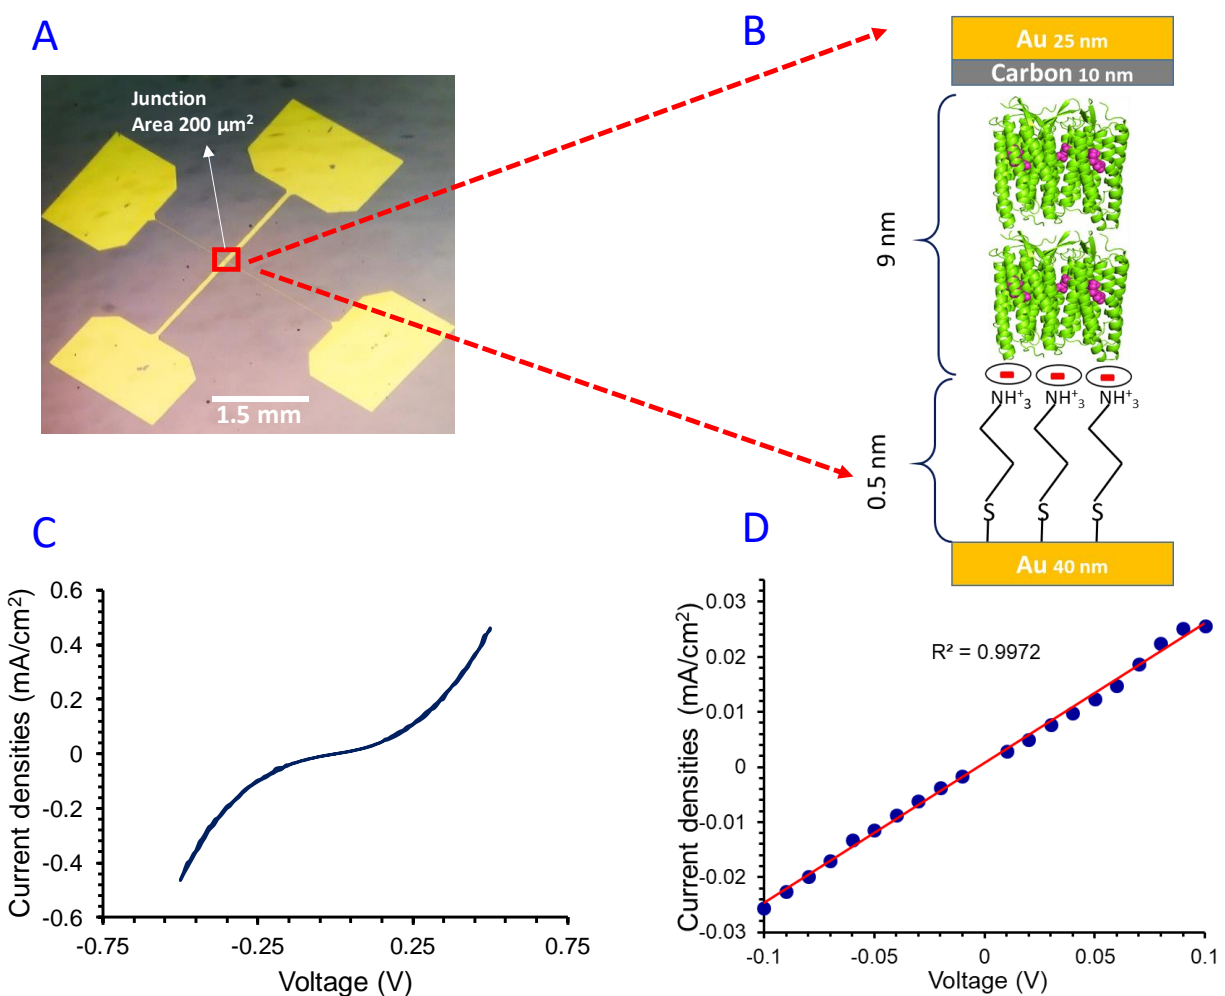 A
Junction
Area 200 μm²
1.5 mm
B
Au 25 nm
Carbon 10 nm
9 nm
0.5 nm
NH⁺₃ NH⁺₃ NH⁺₃
S S S
Au 40 nm
C
Current densities (mA/cm²)
0.6
0.4
0.2
0
-0.2
-0.4
-0.6
-0.75 -0.25 0.25 0.75
Voltage (V)
D
Current densities (mA/cm²)
0.03
0.02
0.01
0
-0.01
-0.02
-0.03
R² = 0.9972
-0.1 -0.05 0 0.05 0.1
Voltage (V)